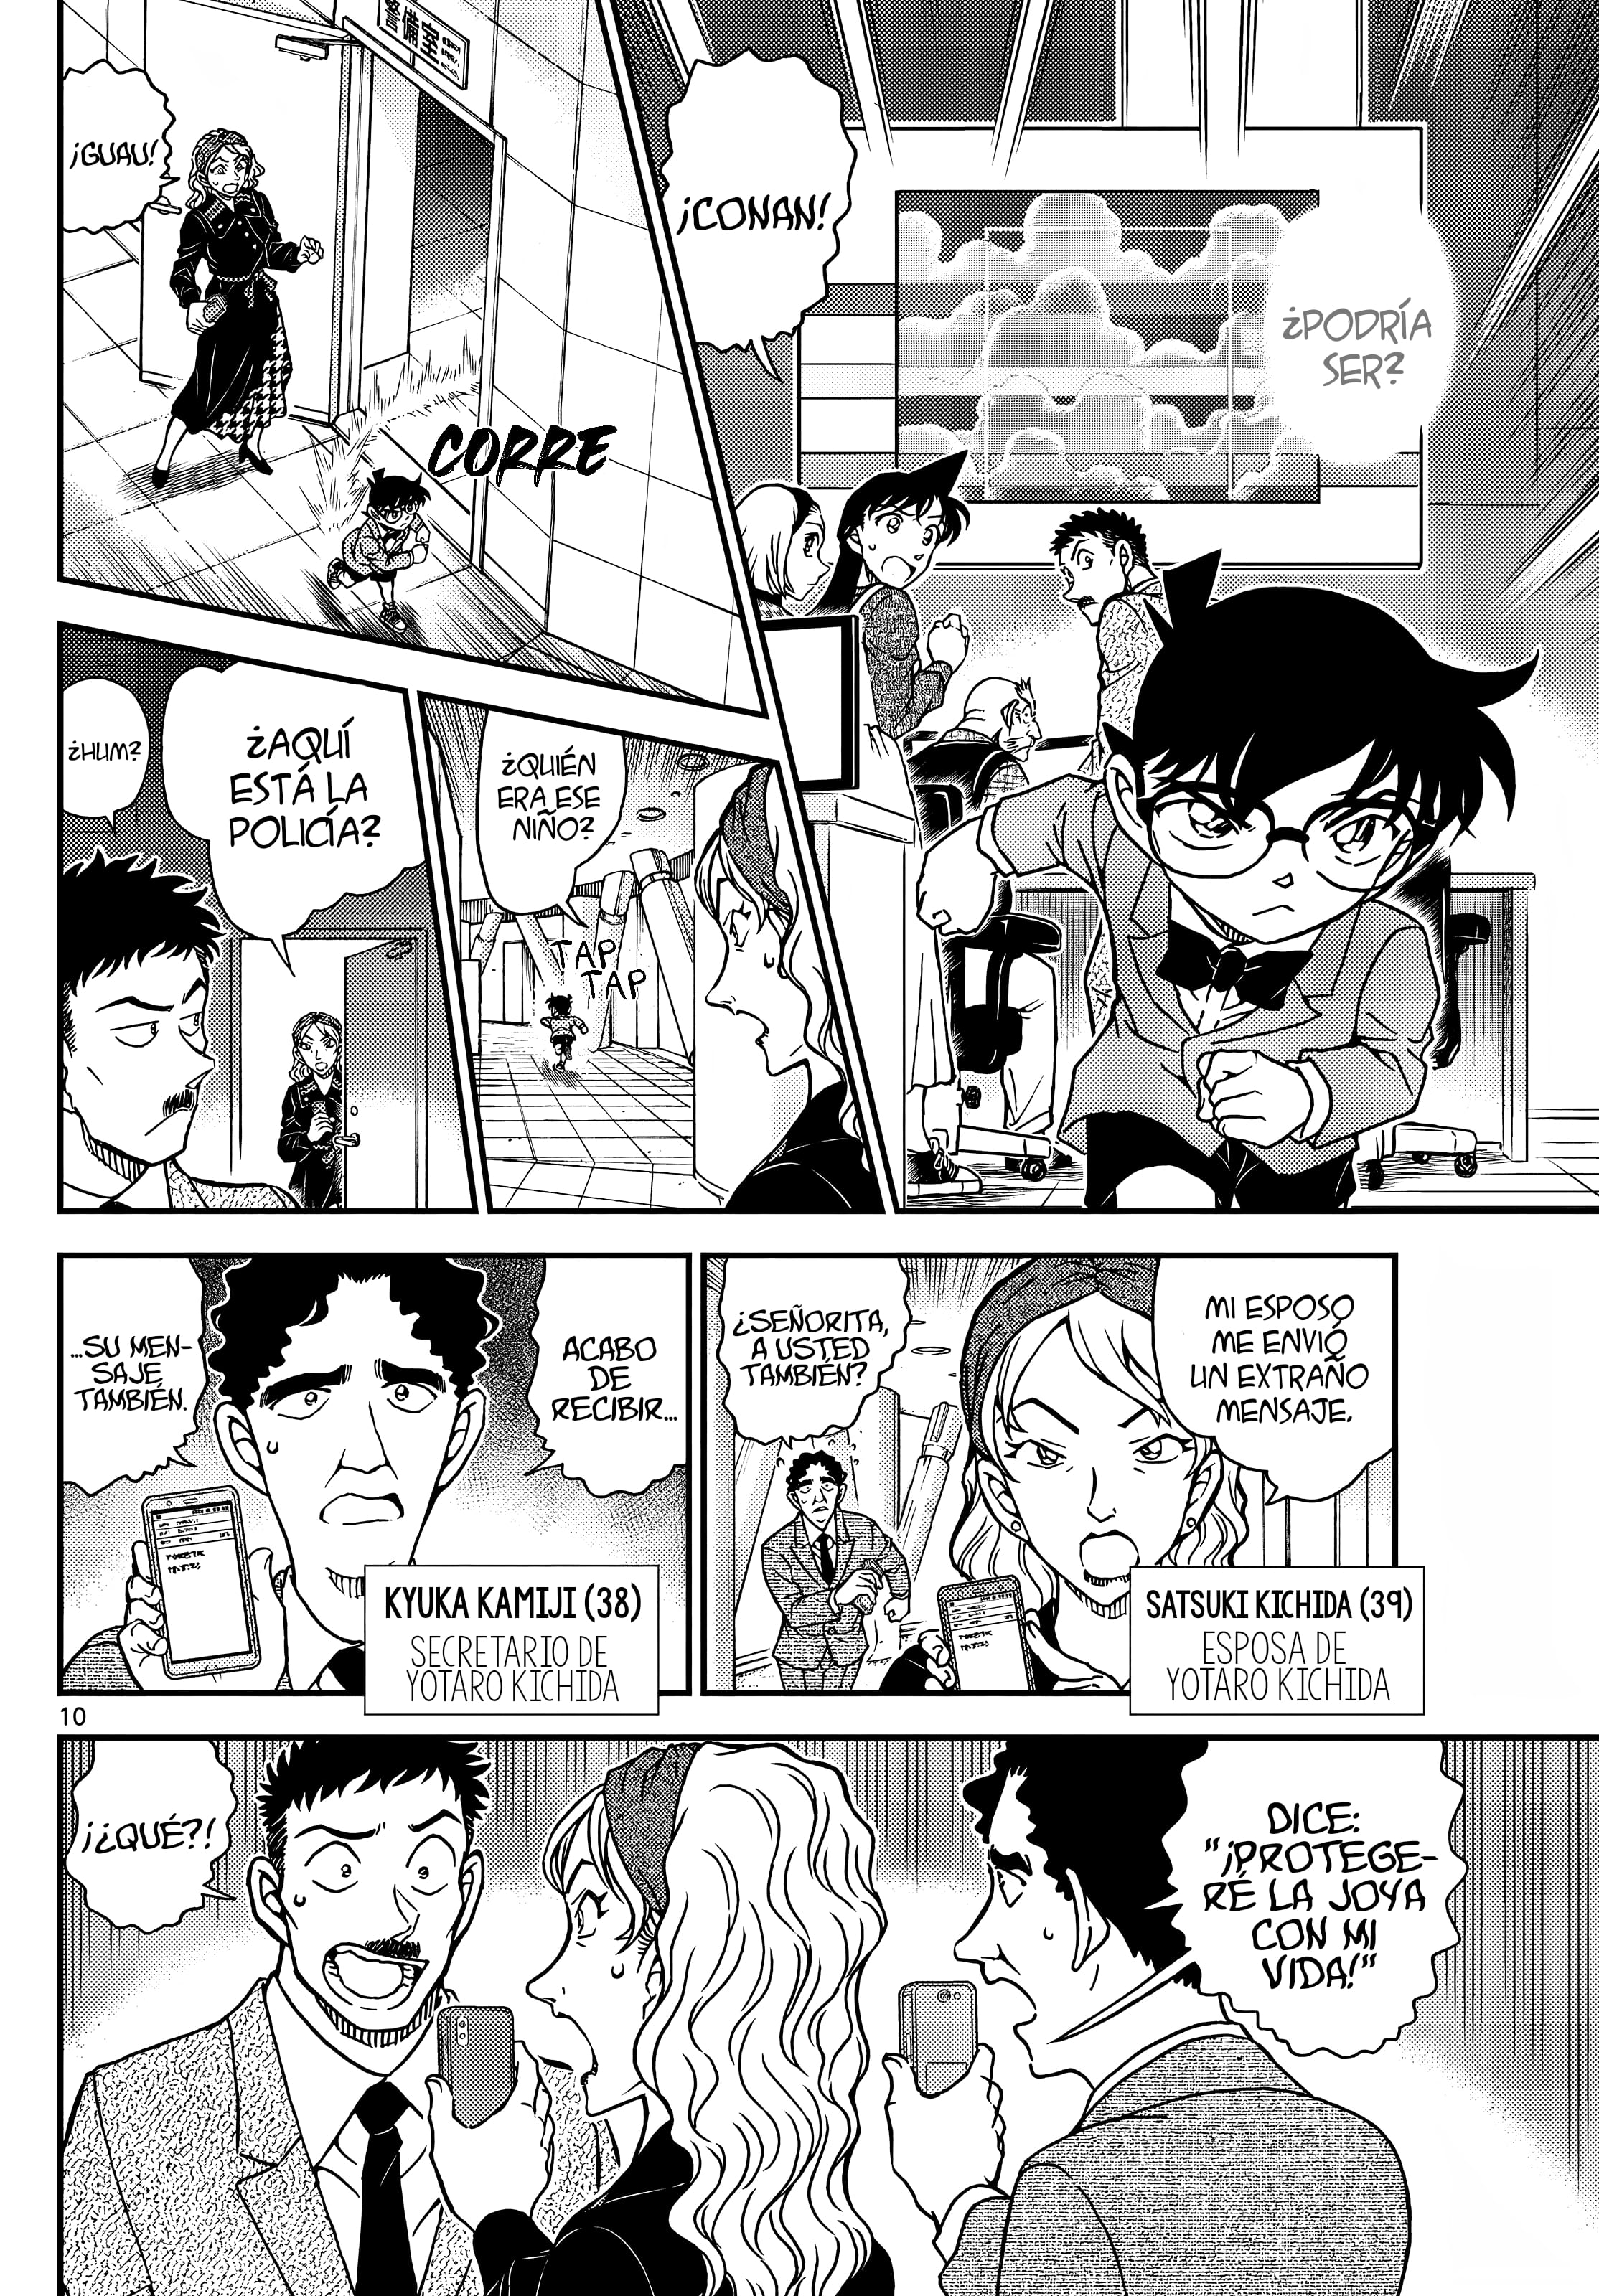 ¿PODRÍA
SER?
¡CONAN!
警備室
¡GUAU!
CORRE
¿QUIÉN
ERA ESE
NIÑO?
TAP
TAP
¿AQUÍ
ESTÁ LA
POLICÍA?
¿HUM?
MI ESPOSO
ME ENVIÓ
UN EXTRAÑO
MENSAJE.
¿SEÑORITA,
A USTED
TAMBIÉN?
SATSUKI KICHIDA (39)
ESPOSA DE
YOTARO KICHIDA
ACABO
DE
RECIBIR...
...SU MEN-
SAJE
TAMBIÉN.
KYUKA KAMIJI (38)
SECRETARIO DE
YOTARO KICHIDA
10
DICE:
"¡PROTEGE-
RÉ LA JOYA
CON MI
VIDA!"
¡¿QUÉ?!